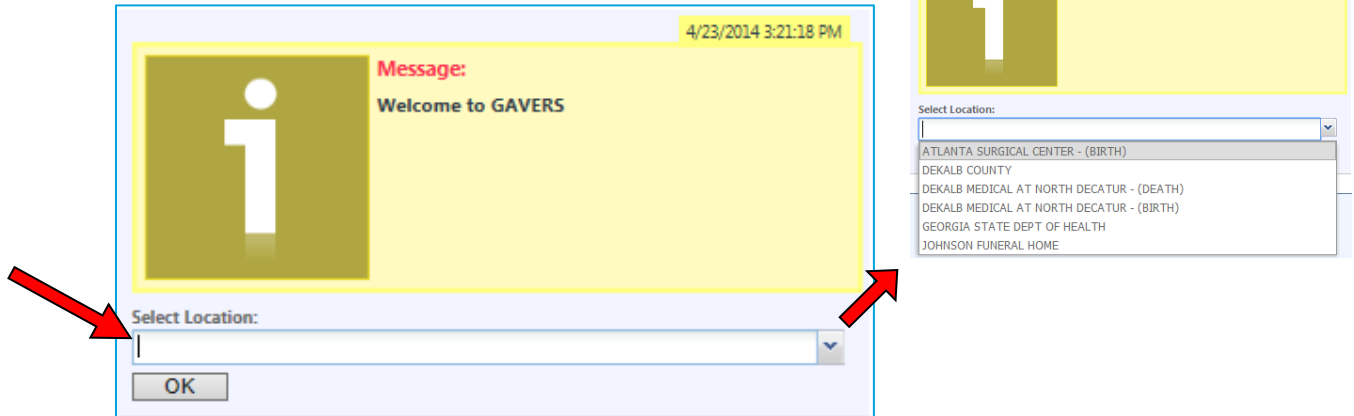 4/23/2014 3:21:18 PM
Message:
Welcome to GAVERS
Select Location:
OK
Select Location:
ATLANTA SURGICAL CENTER - (BIRTH)
DEKALB COUNTY
DEKALB MEDICAL AT NORTH DECATUR - (DEATH)
DEKALB MEDICAL AT NORTH DECATUR - (BIRTH)
GEORGIA STATE DEPT OF HEALTH
JOHNSON FUNERAL HOME